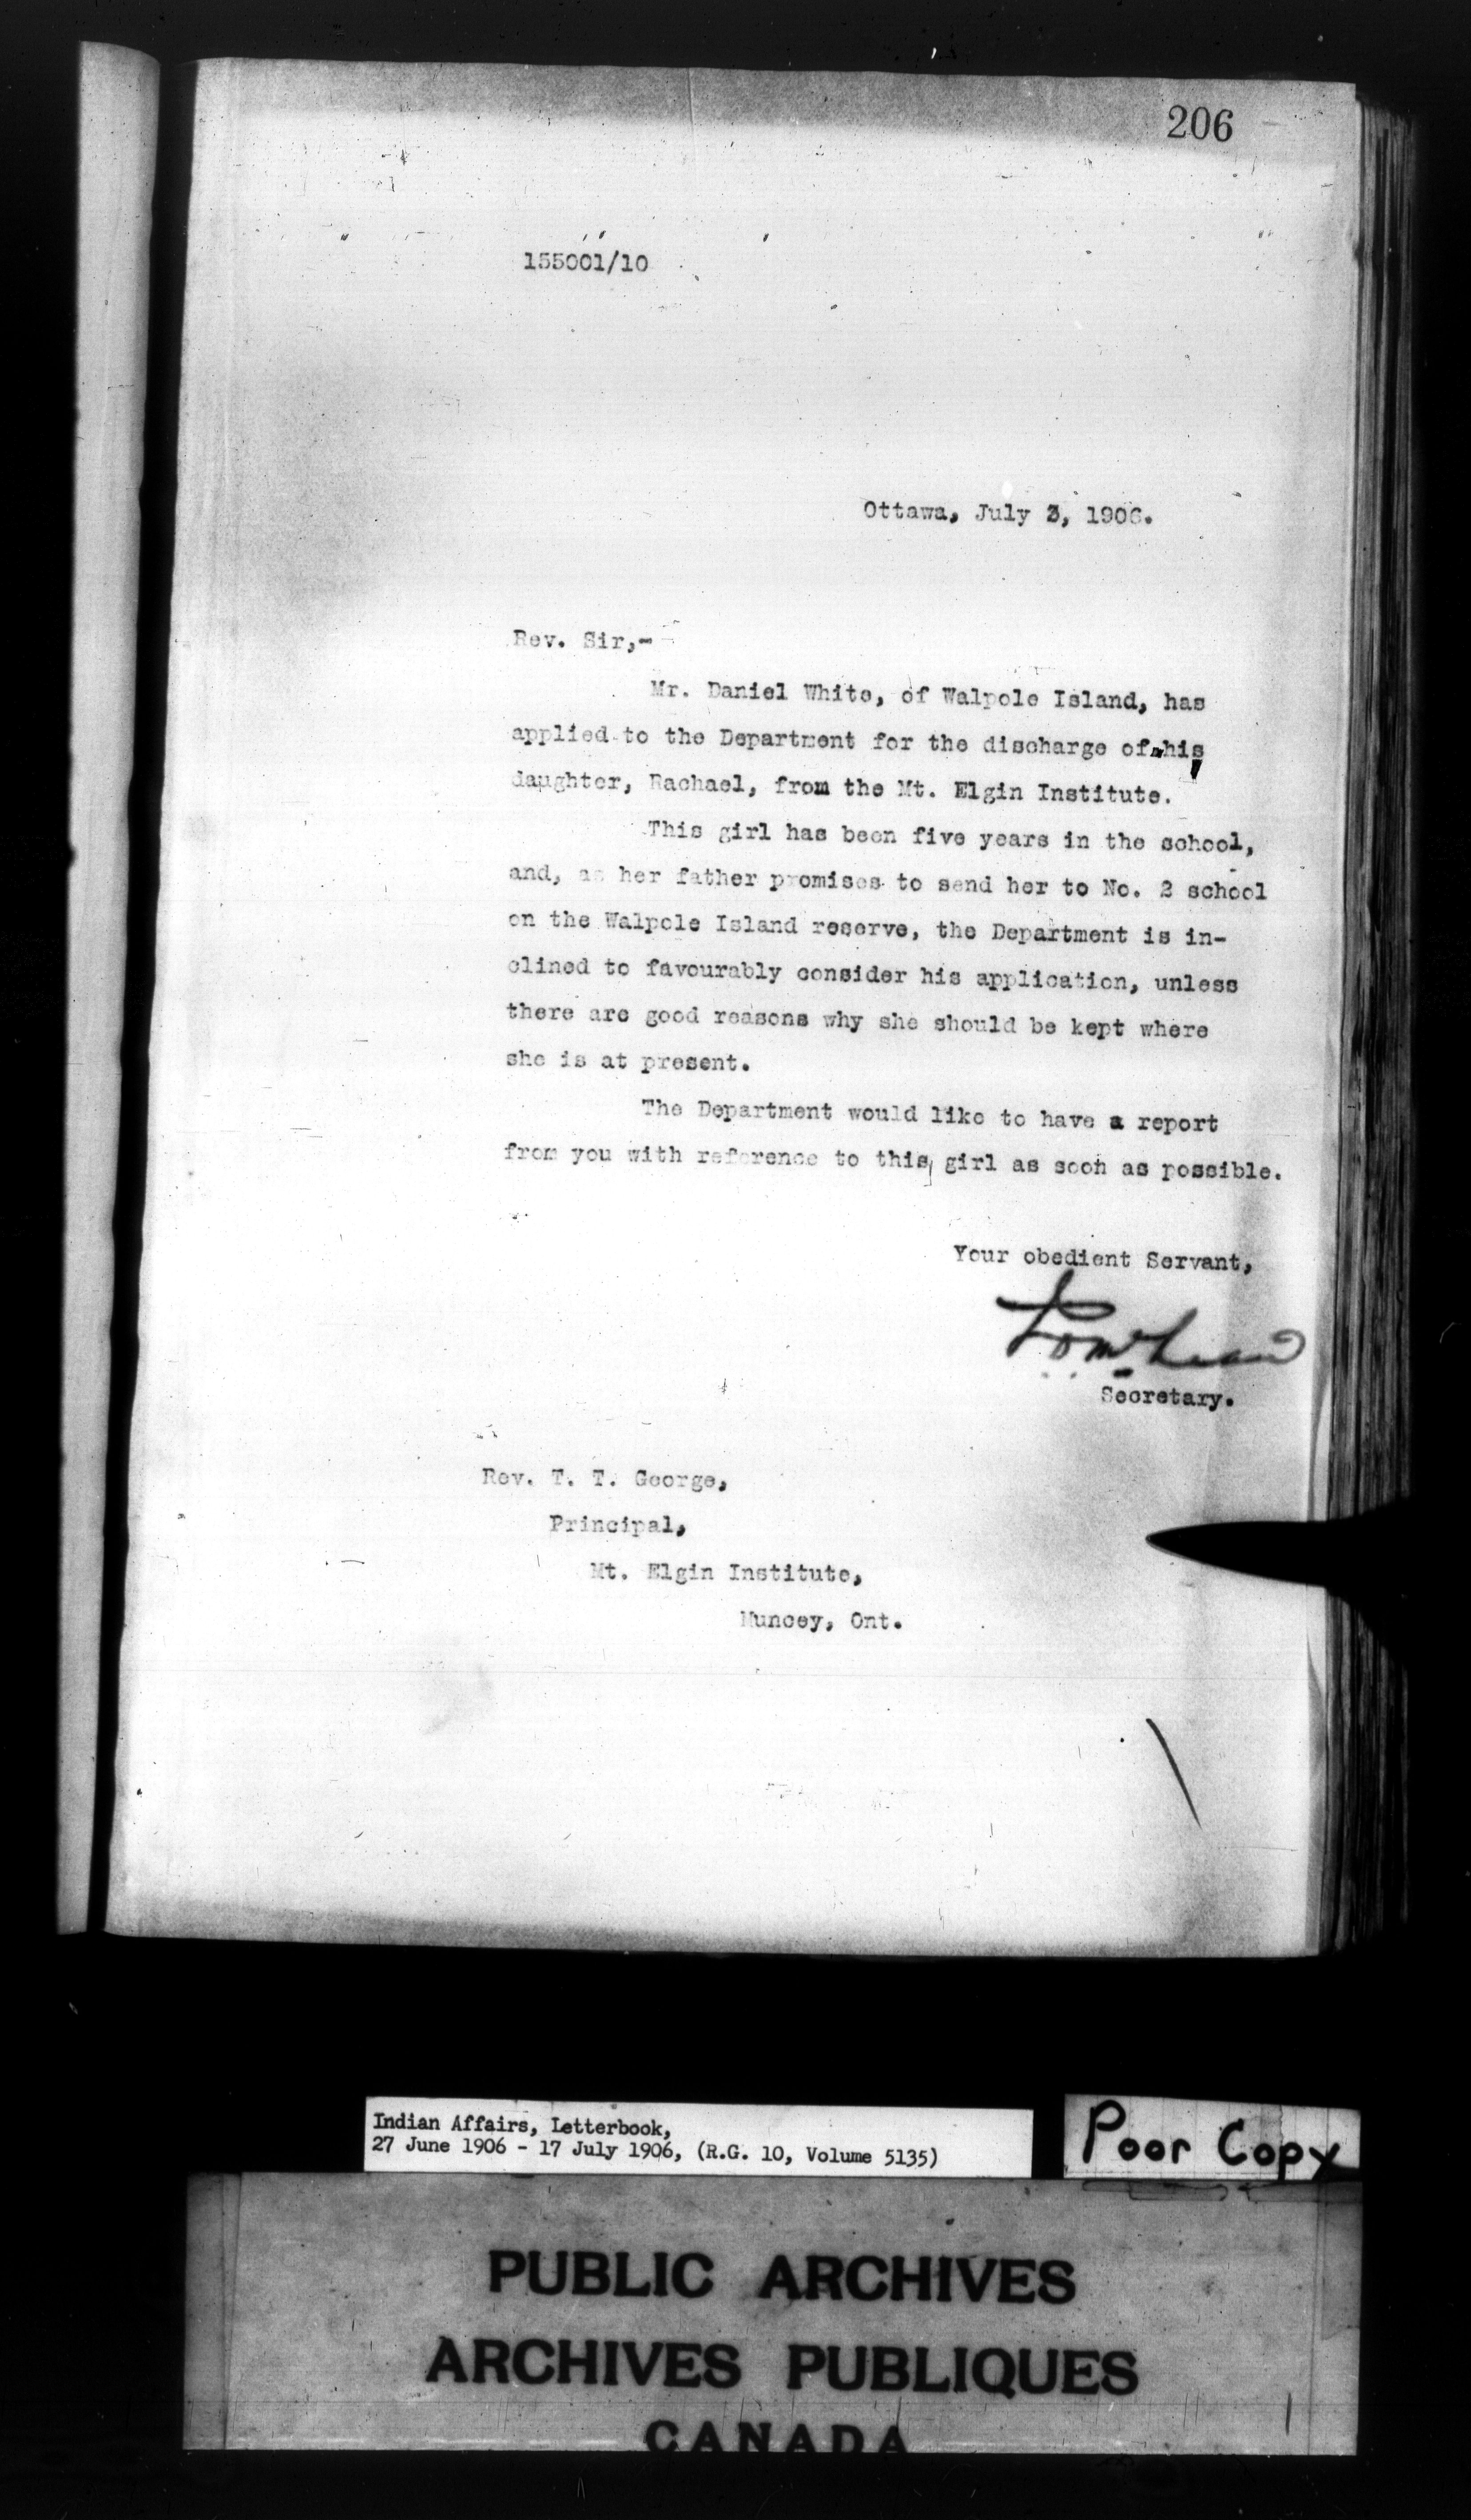 206
155001/10
Ottawa, July 3, 1906.
Rev. Sir,-
Mr. Daniel White, of Walpole Island, has
applied to the Department for the discharge of his
daughter, Rachael, from the Mt. Elgin Institute.
This girl has been five years in the school,
and, as her father promises to send her to No. 2 school
on the Walpole Island reserve, the Department is in-
clined to favourably consider his application, unless
there are good reasons why she should be kept where
she is at present.
The Department would like to have a report
from you with reference to this girl as soon as possible.
Your obedient Servant,
Secretary.
Rev. T. T. George,
Principal,
Mt. Elgin Institute,
Muncey, Ont.
Indian Affairs, Letterbook,
27 June 1906 - 17 July 1906, (R.G. 10, Volume 5135)
Poor Copy
PUBLIC ARCHIVES
ARCHIVES PUBLIQUES
CANADA